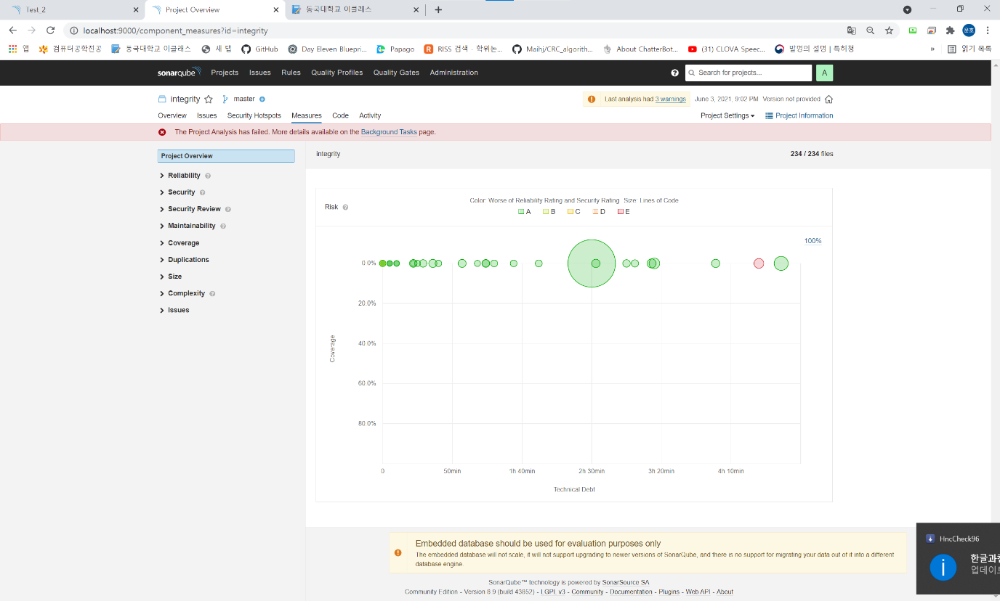 Test_2
Project Overview
동국대학교 이클래스
localhost:9000/component_measures?id=integrity
앱 컴퓨터공학전공 동국대학교 이클래스 새 탭 GitHub Day Eleven Bluepri... Papago RISS 검색 - 학위논... Maihj/CRC_algorith... About ChatterBot... (31) CLOVA Speec... 발명의 설명 | 특허청 » 읽기 목록
sonarqube Projects Issues Rules Quality Profiles Quality Gates Administration ? Search for projects... A
integrity master Last analysis had 3 warnings June 3, 2021, 9:02 PM Version not provided
Overview Issues Security Hotspots Measures Code Activity Project Settings Project Information
The Project Analysis has failed. More details available on the Background Tasks page.
Project Overview
Reliability
Security
Security Review
Maintainability
Coverage
Duplications
Size
Complexity
Issues
integrity 234 / 234 files
Risk
Color: Worse of Reliability Rating and Security Rating Size: Lines of Code
A B C D E
100%
0.0%
20.0%
40.0%
60.0%
80.0%
Coverage
0 50min 1h 40min 2h 30min 3h 20min 4h 10min
Technical Debt
Embedded database should be used for evaluation purposes only
The embedded database will not scale, it will not support upgrading to newer versions of SonarQube, and there is no support for migrating your data out of it into a different
database engine.
SonarQube™ technology is powered by SonarSource SA
Community Edition - Version 8.9 (build 43852) - LGPL v3 - Community - Documentation - Plugins - Web API - About
HncCheck96
업데이트